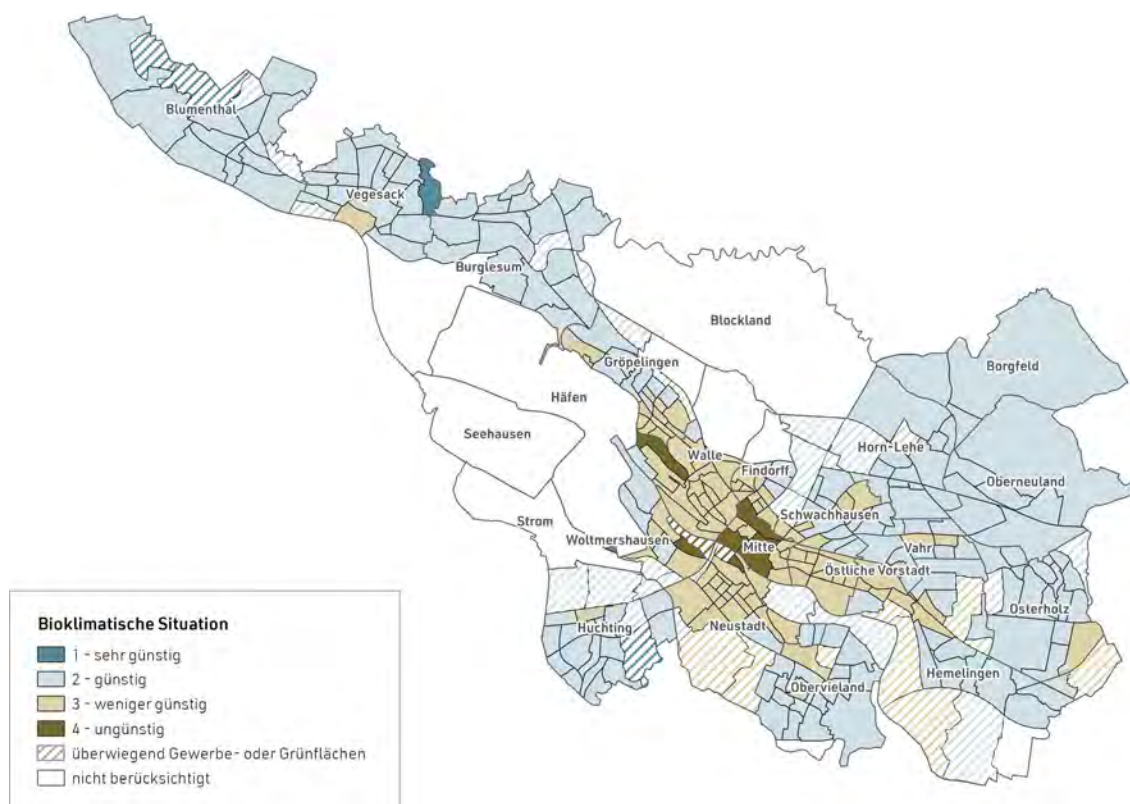 Blumenthal
Vegesack
Burglesum
Blockland
Gröpelingen
Borgfeld
Häfen
Seehausen
Horn-Lehe
Walle
Findorff
Oberneuland
Schwachhausen
Strom
Woltmershausen
Mitte
Vahr
Östliche Vorstadt
Osterholz
Huchting
Neustadt
Hemelingen
Obervieland
Bioklimatische Situation
1 - sehr günstig
2 - günstig
3 - weniger günstig
4 - ungünstig
überwiegend Gewerbe- oder Grünflächen
nicht berücksichtigt